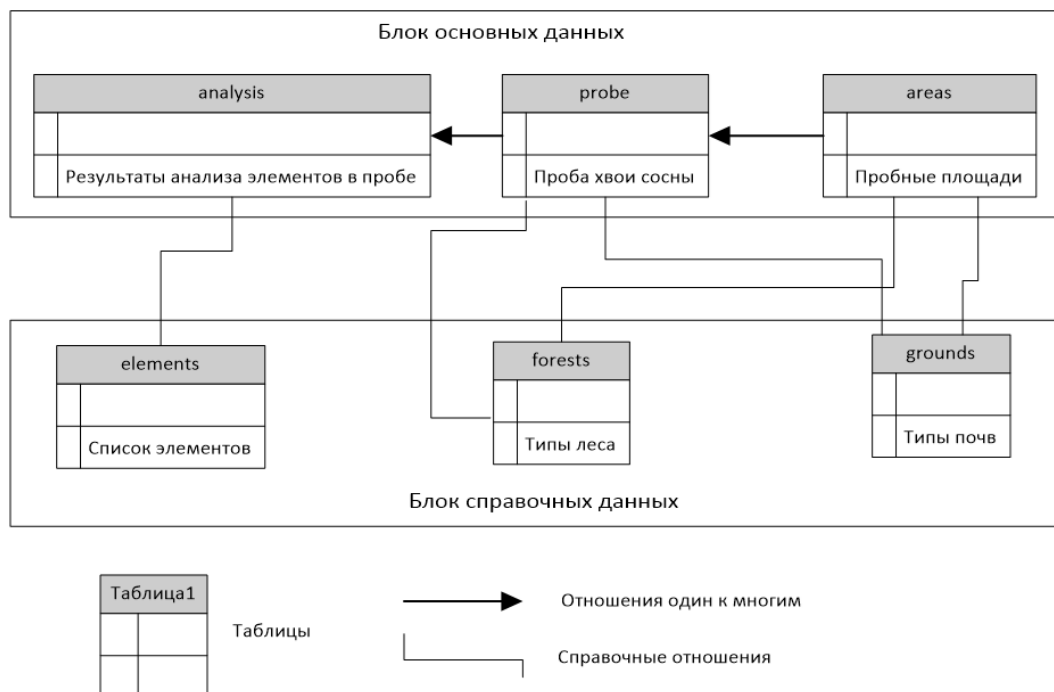 Блок основных данных
analysis
probe
areas
Результаты анализа элементов в пробе
Проба хвои сосны
Пробные площади
elements
forests
grounds
Список элементов
Типы леса
Типы почв
Блок справочных данных
Таблица1
Таблицы
Отношения один к многим
Справочные отношения